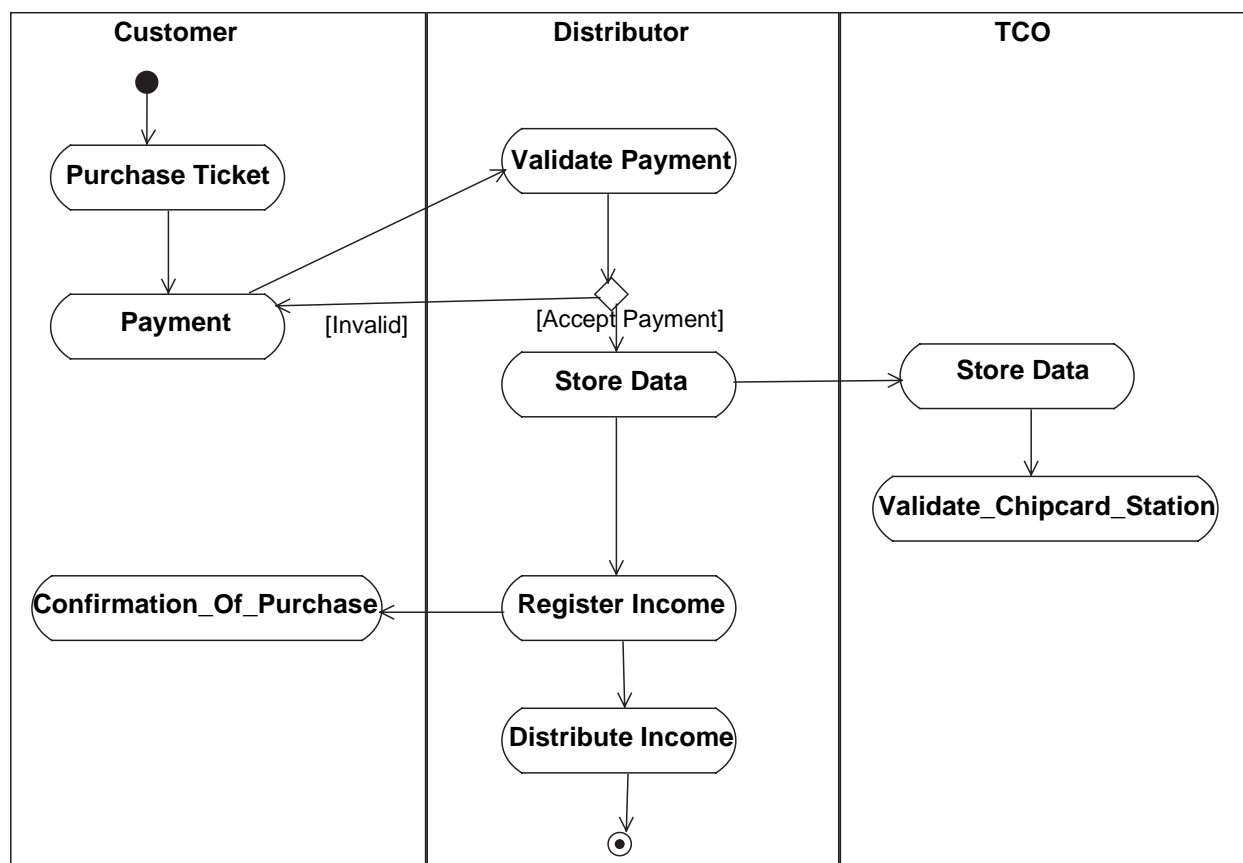 Customer
Distributor
TCO
Purchase Ticket
Validate Payment
Payment
[Invalid]
[Accept Payment]
Store Data
Store Data
Validate_Chipcard_Station
Confirmation_Of_Purchase
Register Income
Distribute Income